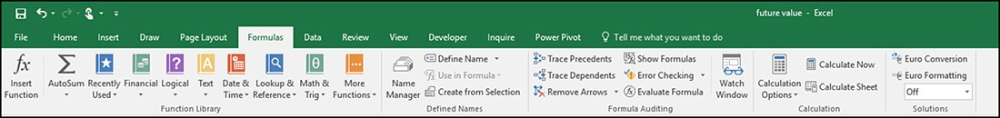 future value - Excel
File Home Insert Draw Page Layout Formulas Data Review View Developer Inquire Power Pivot Tell me what you want to do
fx
Insert Function
AutoSum
Recently Used
Financial
Logical
?
Text
A
Date & Time
Lookup & Reference
Math & Trig
θ
More Functions
Function Library
Name Manager
Define Name
Use in Formula
Create from Selection
Defined Names
Trace Precedents
Trace Dependents
Remove Arrows
Show Formulas
Error Checking
Evaluate Formula
Watch Window
Formula Auditing
Calculation Options
Calculate Now
Calculate Sheet
Calculation
Euro Conversion
Euro Formatting
Off
Solutions